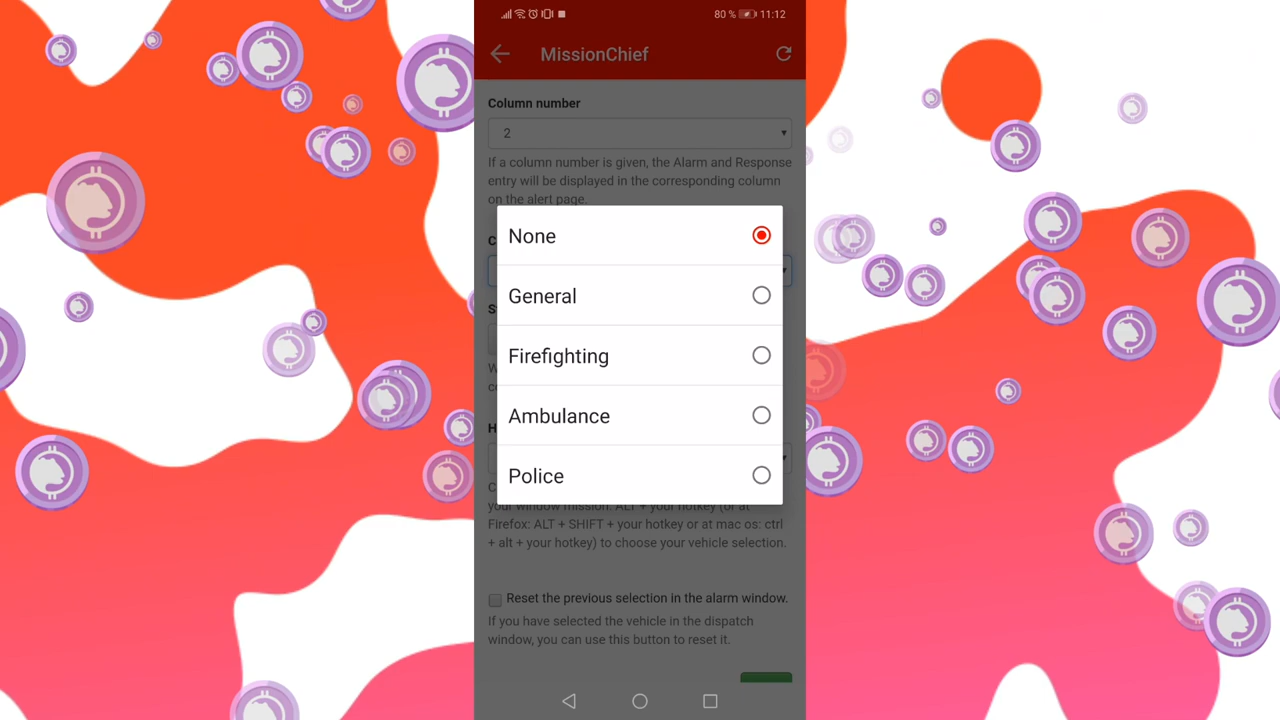 80 % 11:12
MissionChief
Column number
2
If a column number is given, the Alarm and Response
entry will be displayed in the corresponding column
on the alert page.
C
None
General
S
Firefighting
W
c
Ambulance
H
Police
C
your window mission: ALT + your hotkey (or at
Firefox: ALT + SHIFT + your hotkey or at mac os: ctrl
+ alt + your hotkey) to choose your vehicle selection.
Reset the previous selection in the alarm window.
If you have selected the vehicle in the dispatch
window, you can use this button to reset it.